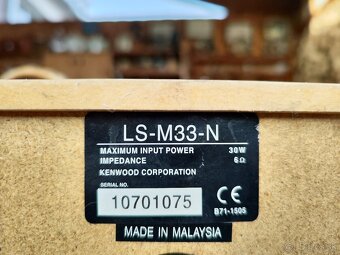 LS-M33-N
MAXIMUM INPUT POWER 30W
IMPEDANCE 6Ω
KENWOOD CORPORATION
SERIAL NO.
10701075
CE
B71-1505
MADE IN MALAYSIA